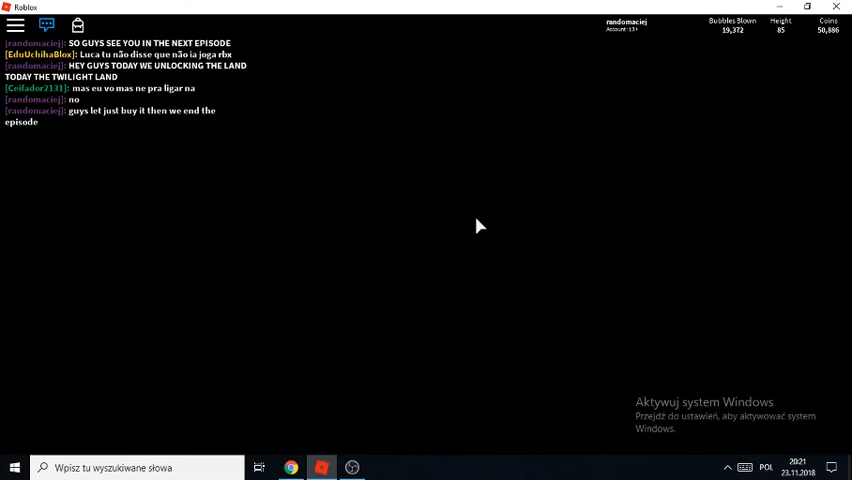 Roblox
randomaciej
Account: 13+
Bubbles Blown
19,372
Height
85
Coins
50,886
[randomaciej]: SO GUYS SEE YOU IN THE NEXT EPISODE
[EduUchihaBlox]: Luca tu não disse que não ia joga rbx
[randomaciej]: HEY GUYS TODAY WE UNLOCKING THE LAND
TODAY THE TWILIGHT LAND
[Ceifador2131]: mas eu vo mas ne pra ligar na
[randomaciej]: no
[randomaciej]: guys let just buy it then we end the
episode
Aktywuj system Windows
Przejdź do ustawień, aby aktywować system
Windows.
Wpisz tu wyszukiwane słowa
POL
20:21
23.11.2018